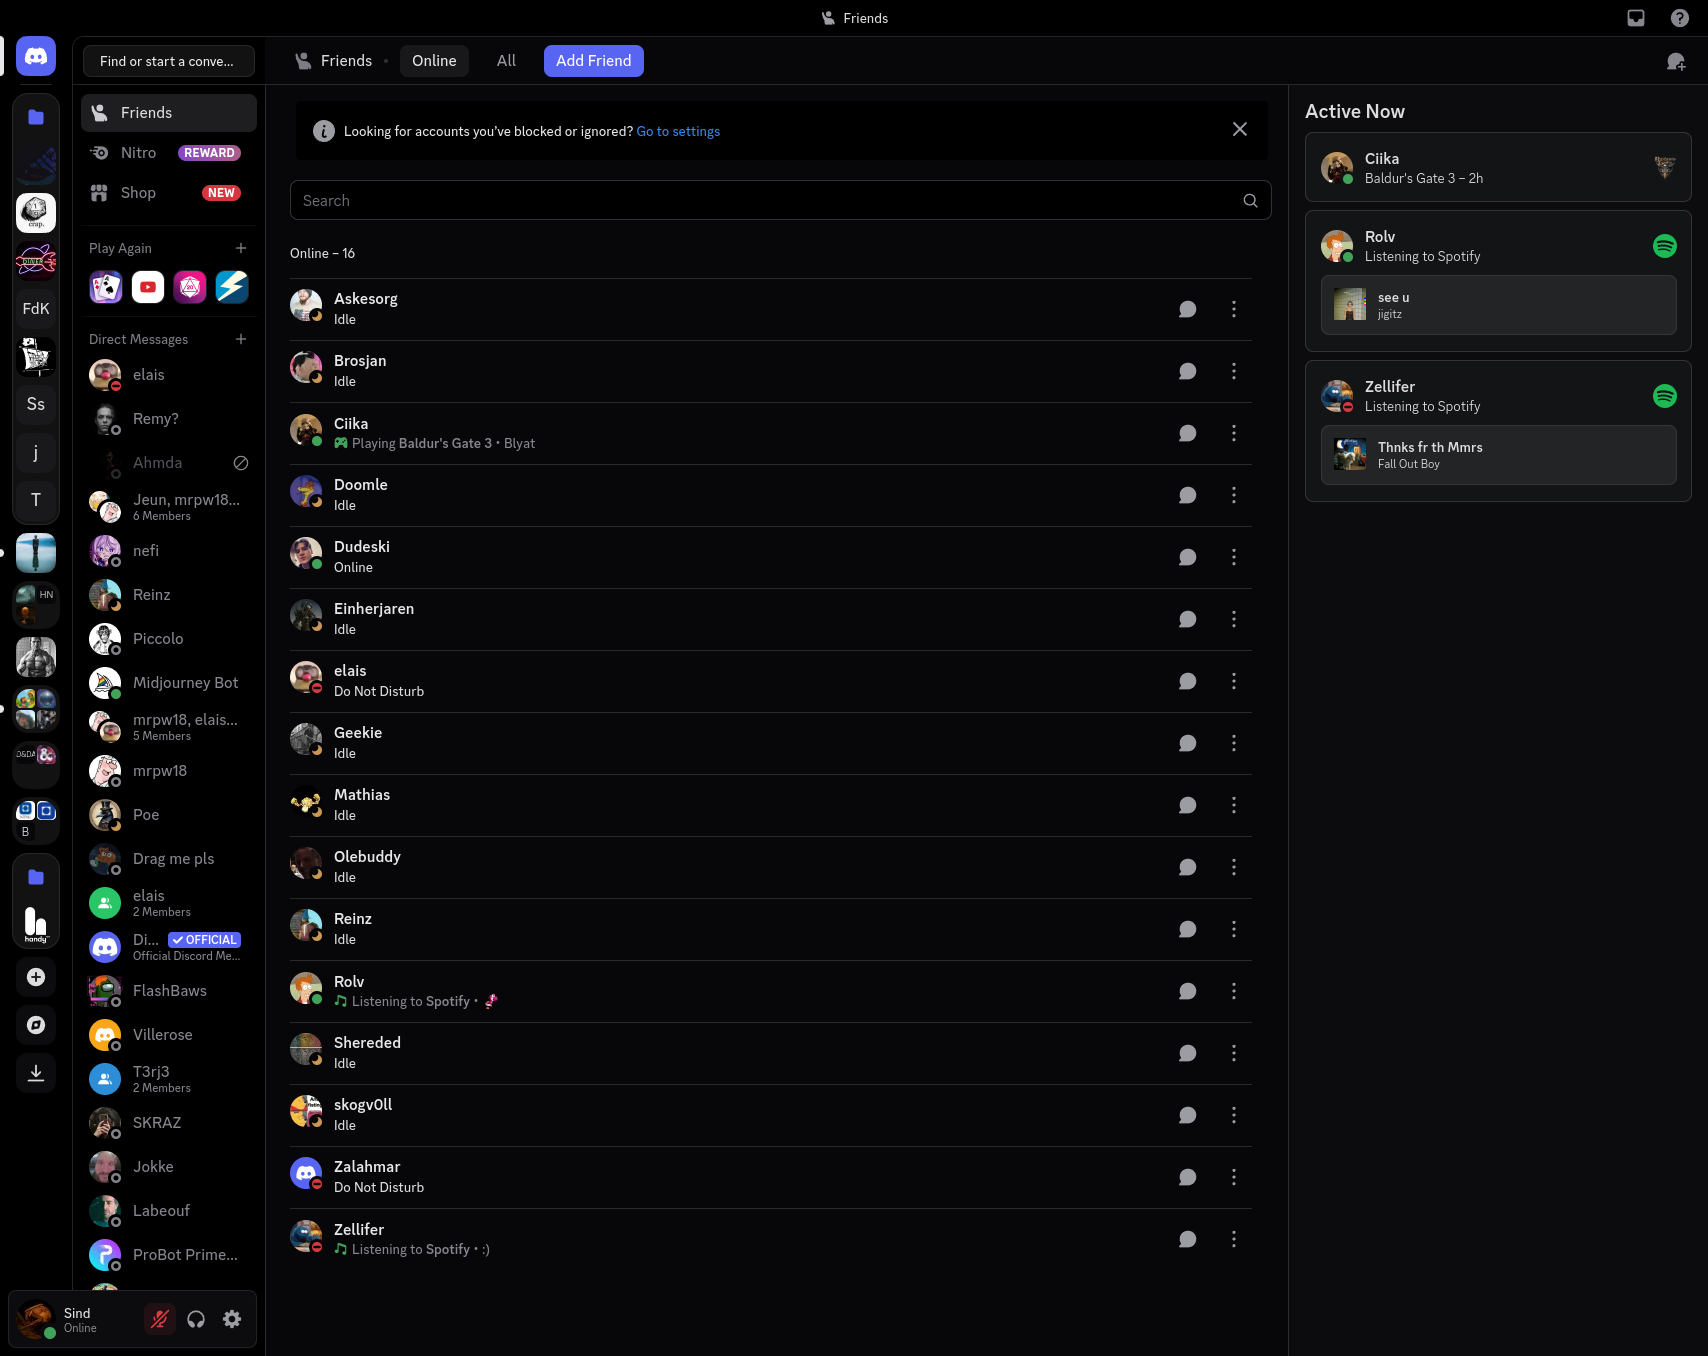 Friends
Find or start a conve...
Friends
Online
All
Add Friend
Friends
Nitro
REWARD
Shop
NEW
Play Again
Direct Messages
elais
Remy?
Ahmda
Jeun, mrpw18...
6 Members
nefi
Reinz
Piccolo
Midjourney Bot
mrpw18, elais...
5 Members
mrpw18
Poe
Drag me pls
elais
2 Members
Di...
OFFICIAL
Official Discord Me...
FlashBaws
Villerose
T3rj3
2 Members
SKRAZ
Jokke
Labeouf
ProBot Prime...
Sind
Online
FdK
Ss
j
T
HN
D&DA
B
handy
Looking for accounts you've blocked or ignored? Go to settings
Search
Online – 16
Askesorg
Idle
Brosjan
Idle
Ciika
Playing Baldur's Gate 3 • Blyat
Doomle
Idle
Dudeski
Online
Einherjaren
Idle
elais
Do Not Disturb
Geekie
Idle
Mathias
Idle
Olebuddy
Idle
Reinz
Idle
Rolv
Listening to Spotify •
Shereded
Idle
skogv0ll
Idle
Zalahmar
Do Not Disturb
Zellifer
Listening to Spotify • :)
Active Now
Ciika
Baldur's Gate 3 – 2h
Rolv
Listening to Spotify
see u
jigitz
Zellifer
Listening to Spotify
Thnks fr th Mmrs
Fall Out Boy